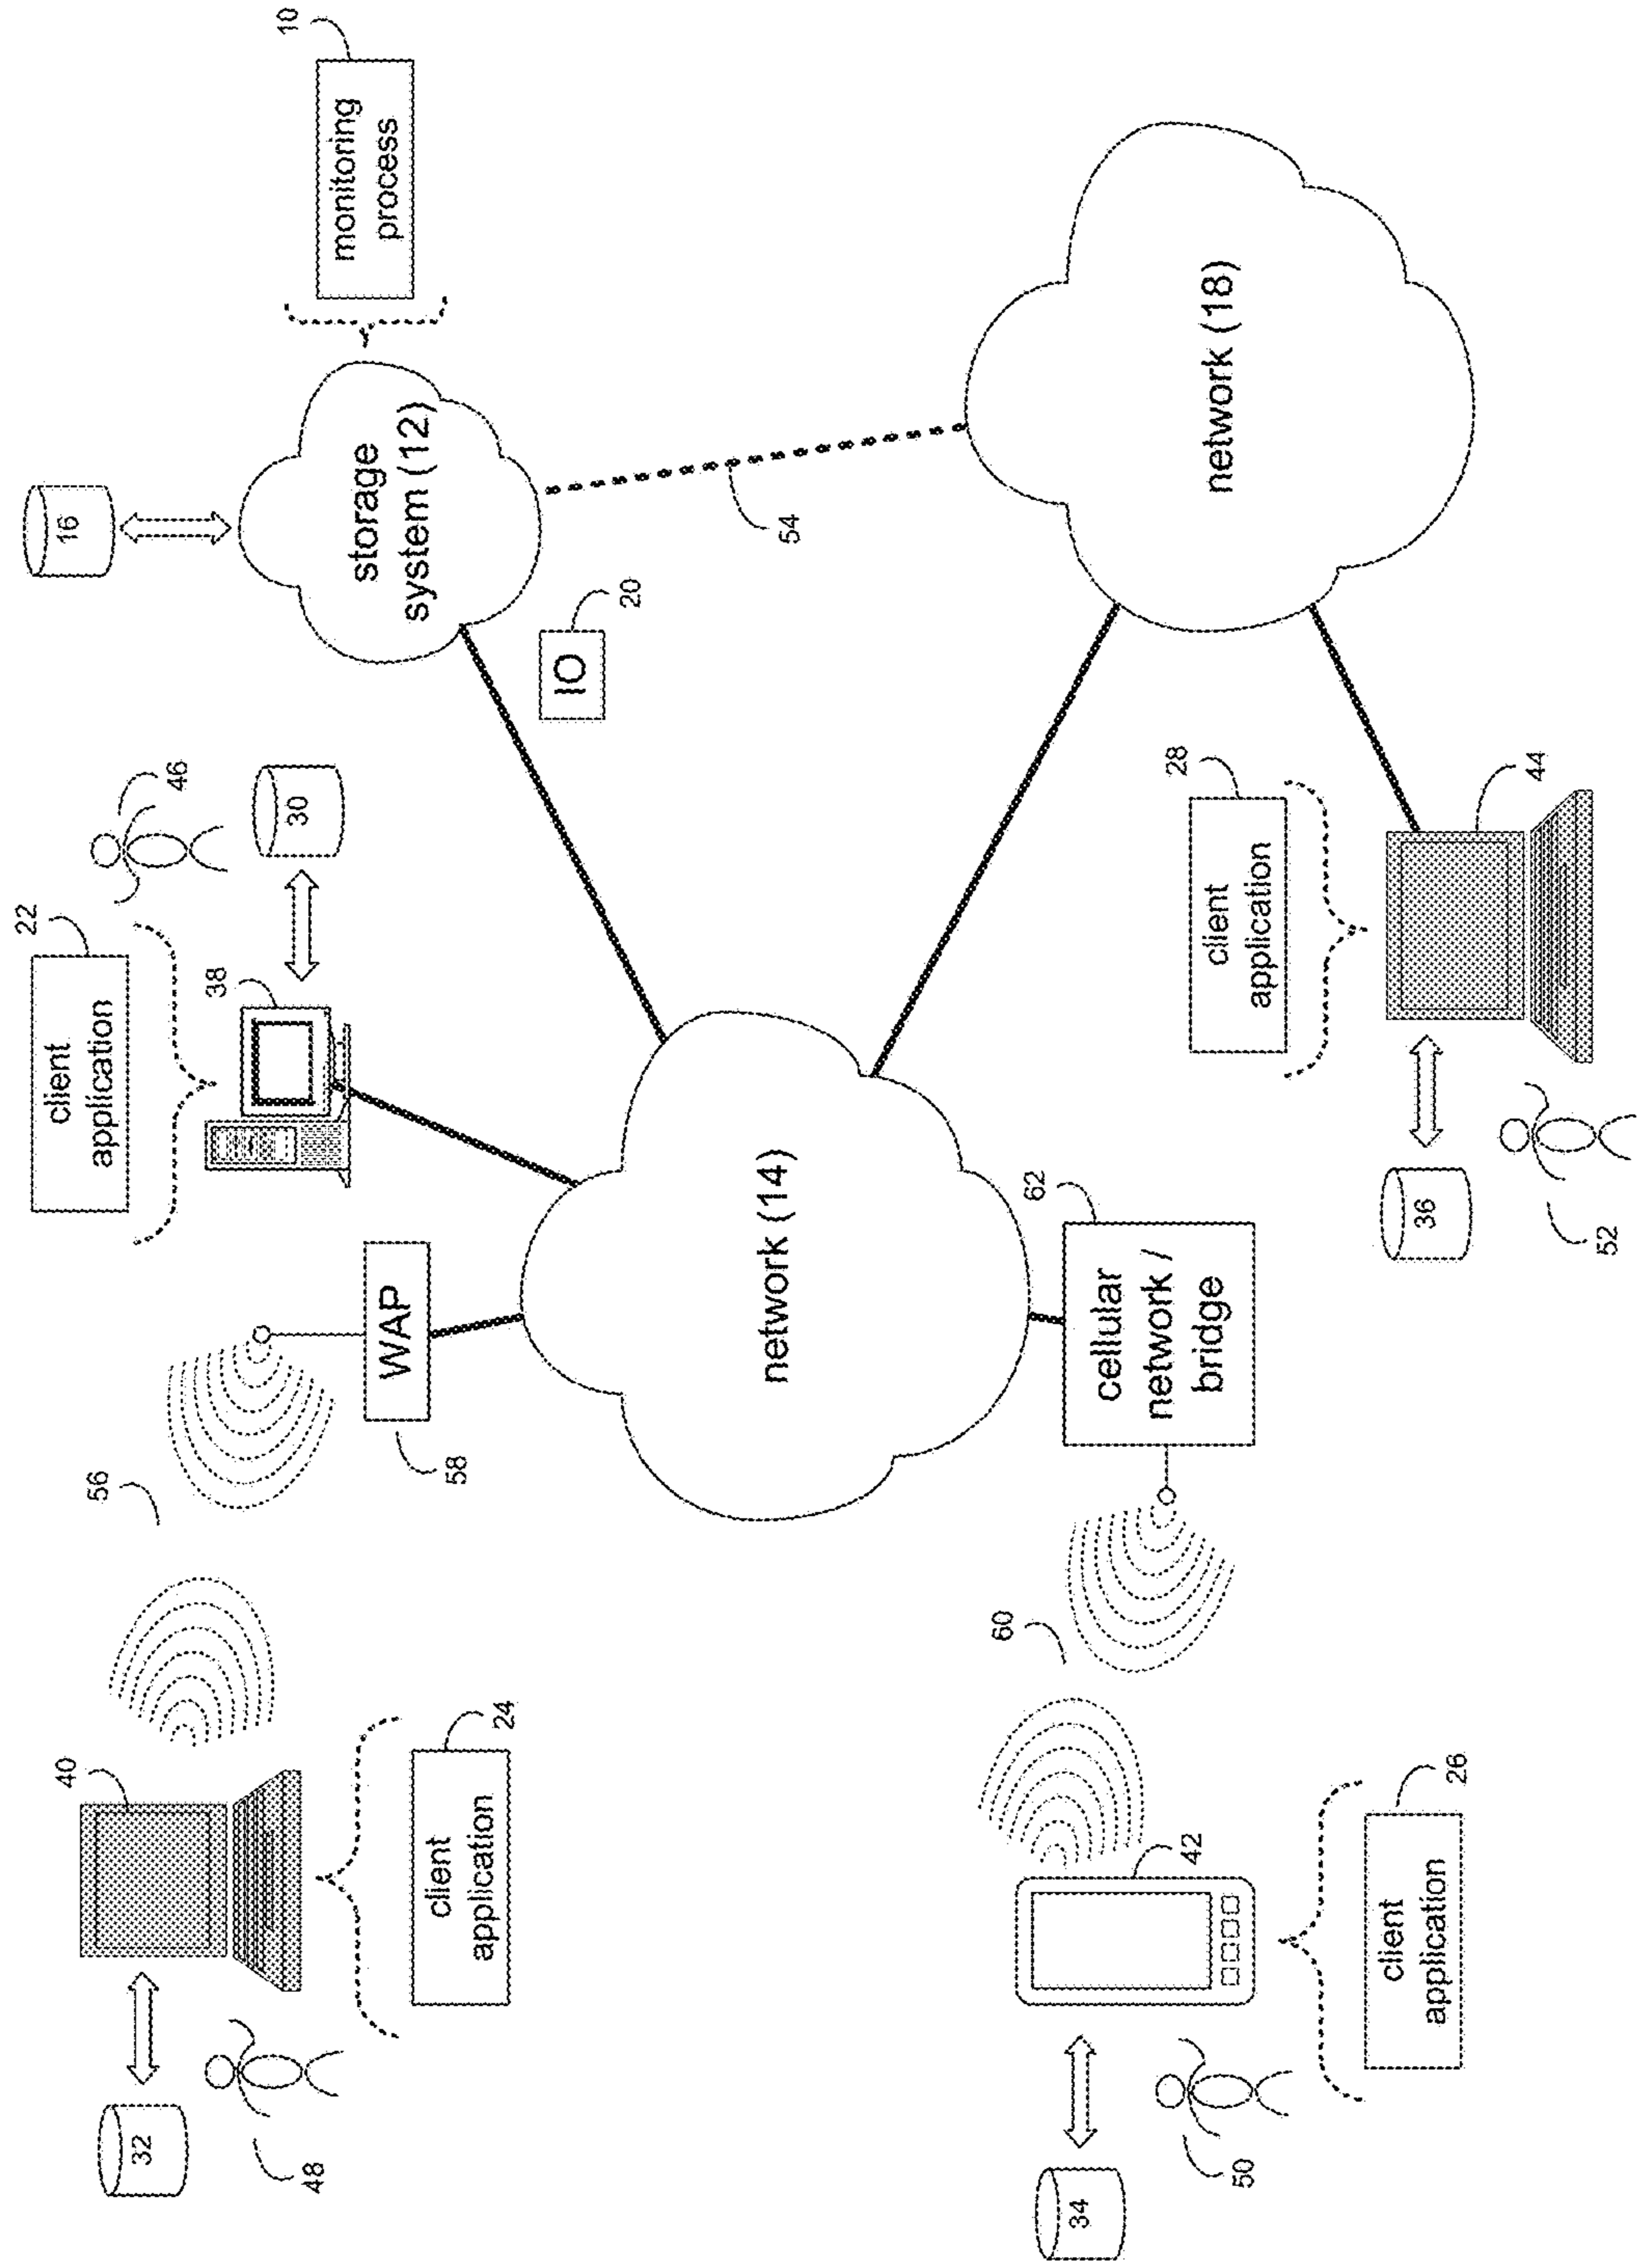 56
58
WAP
40
32
48
24
client
application
22
client
application
38
46
30
16
10
monitoring
process
storage
system (12)
IO
20
54
network (14)
network (18)
60
62
cellular
network /
bridge
42
34
50
26
client
application
28
client
application
44
36
52